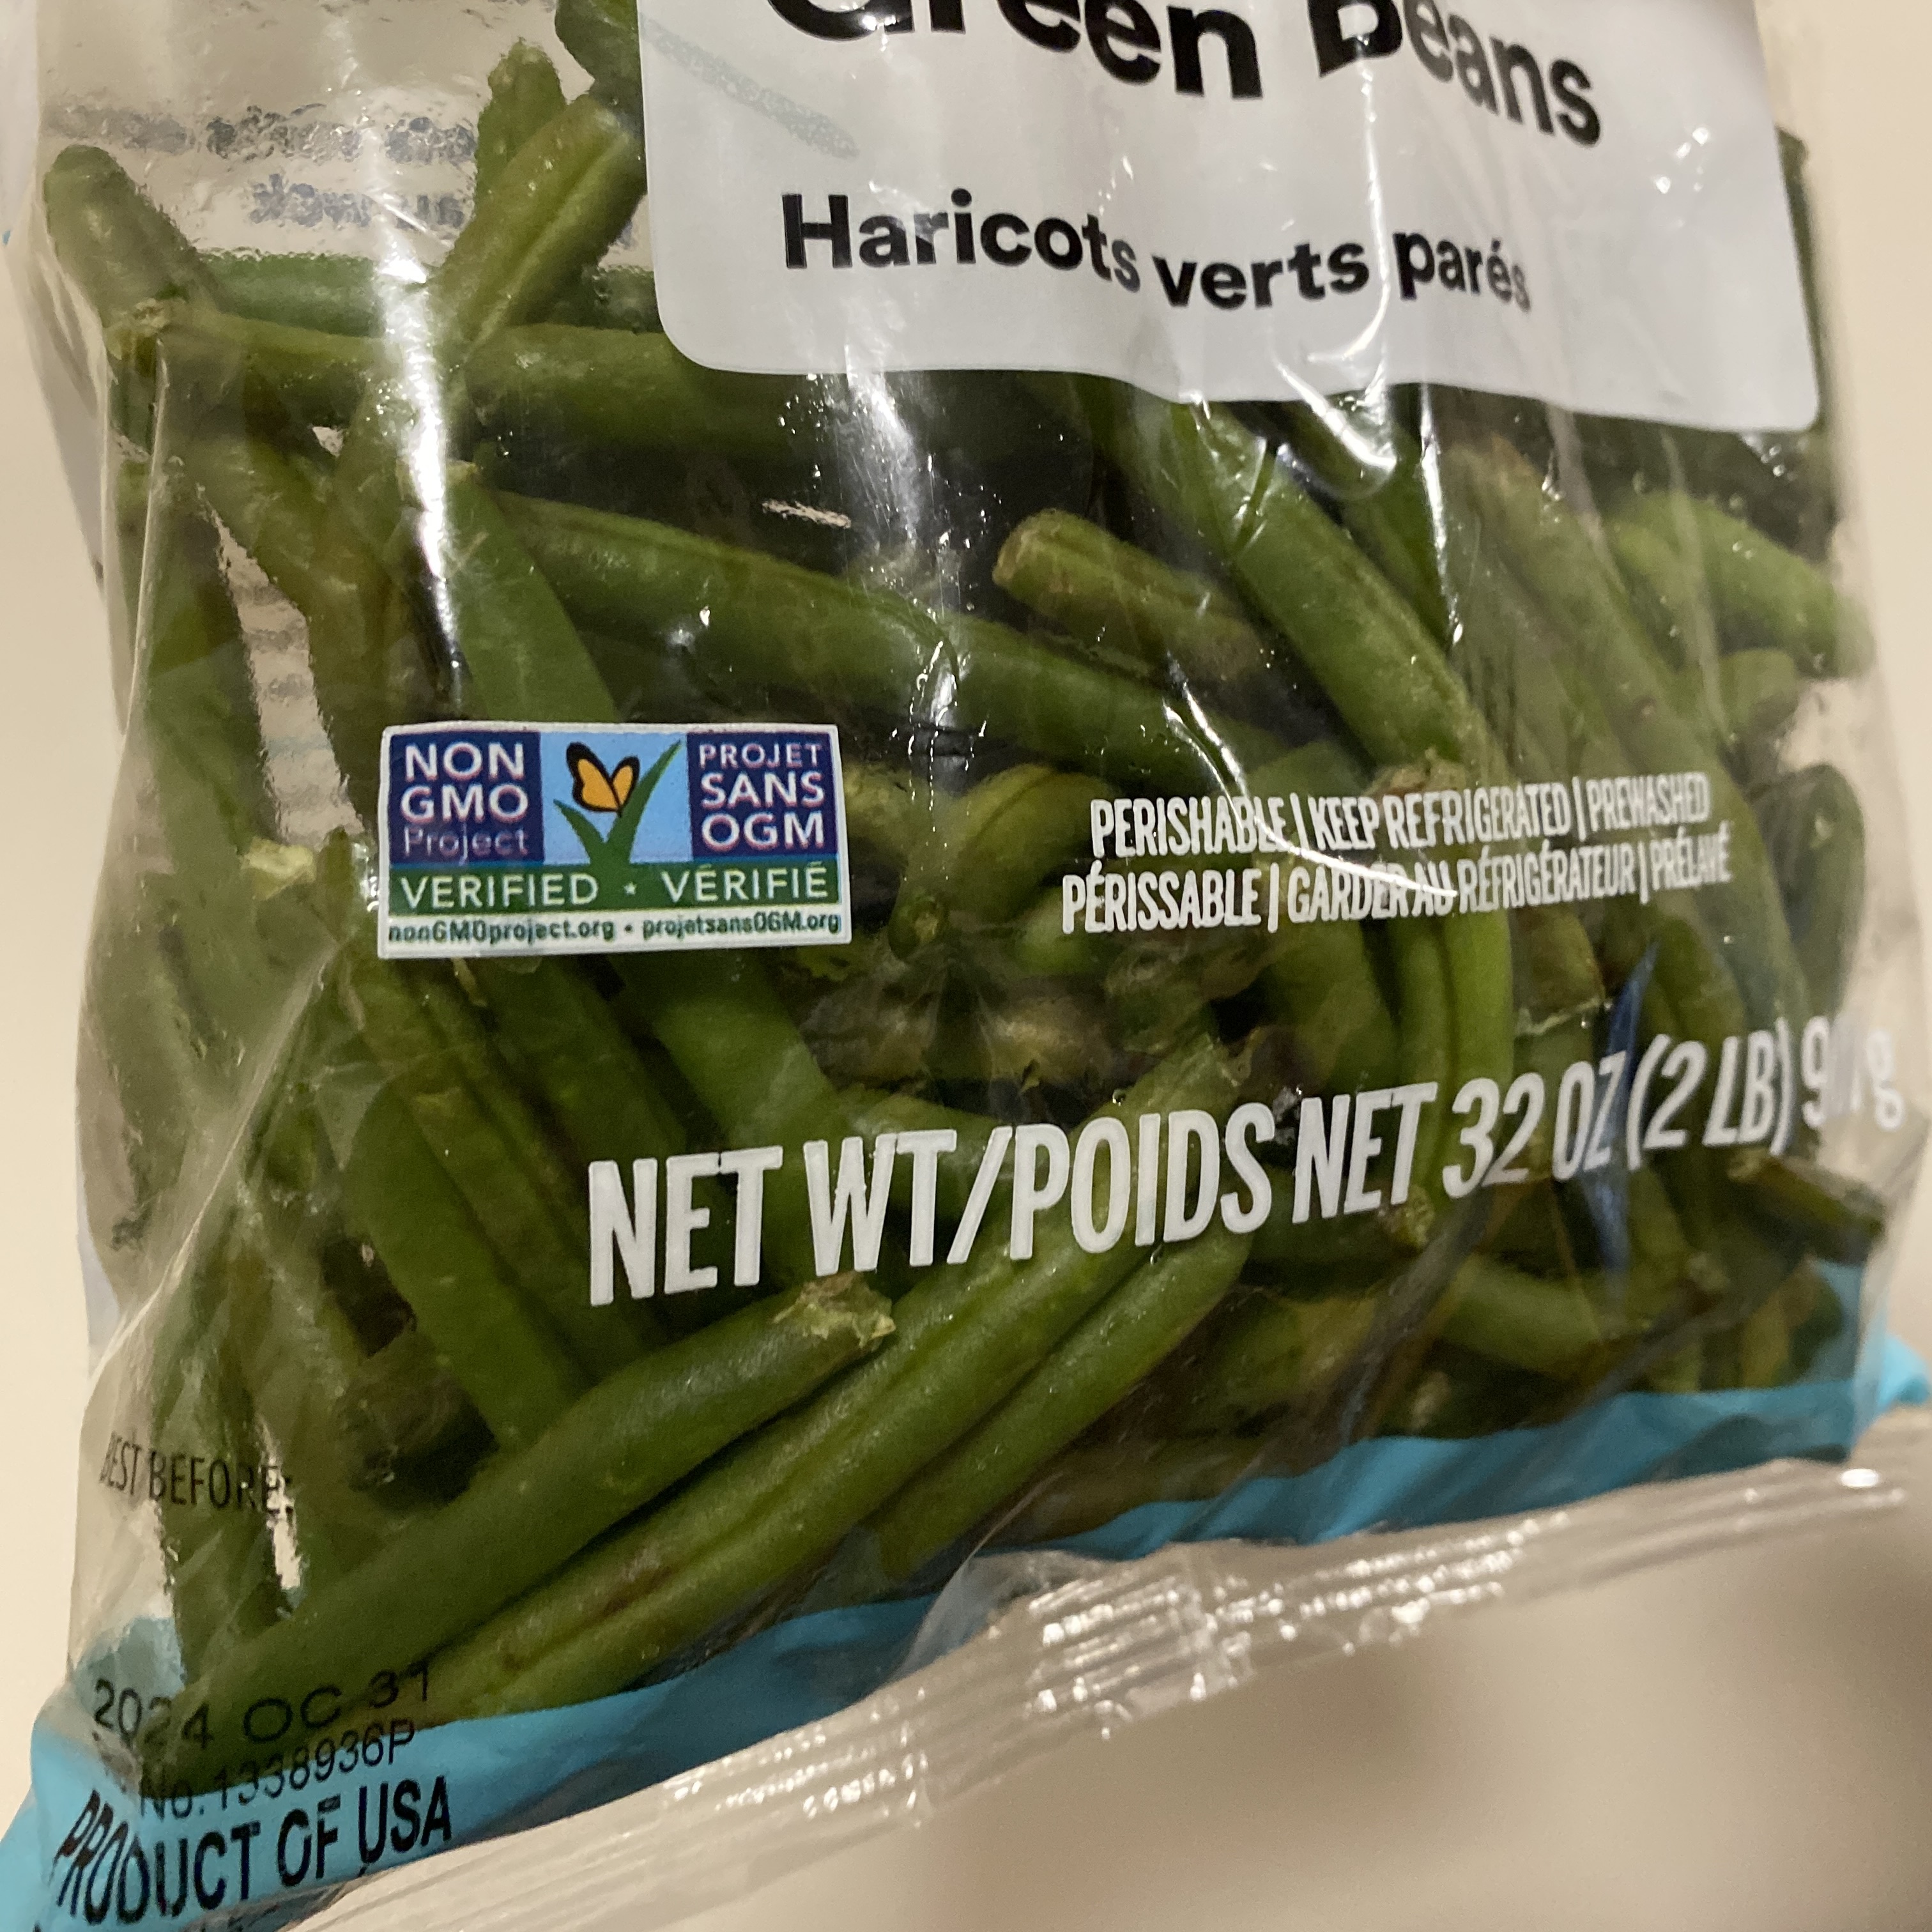 Green Beans
Haricots verts parés
NON
GMO
Project
PROJET
SANS
OGM
VERIFIED • VÉRIFIÉ
nonGMOproject.org • projetsansOGM.org
PERISHABLE | KEEP REFRIGERATED | PREWASHED
PÉRISSABLE | GARDER AU RÉFRIGÉRATEUR | PRÉLAVÉ
NET WT/POIDS NET 32 OZ (2 LB) g
BEST BEFORE:
2024 OC 31
No. 1338936P
PRODUCT OF USA